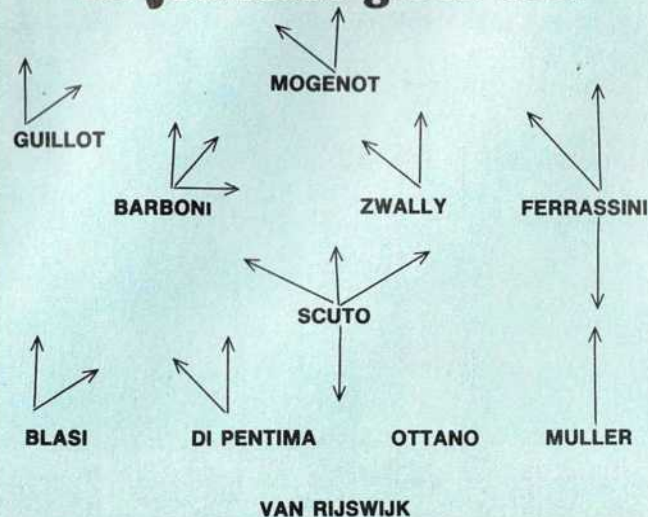 MOGENOT
GUILLOT
BARBONI
ZWALLY
FERRASSINI
SCUTO
BLASI
DI PENTIMA
OTTANO
MULLER
VAN RIJSWIJK